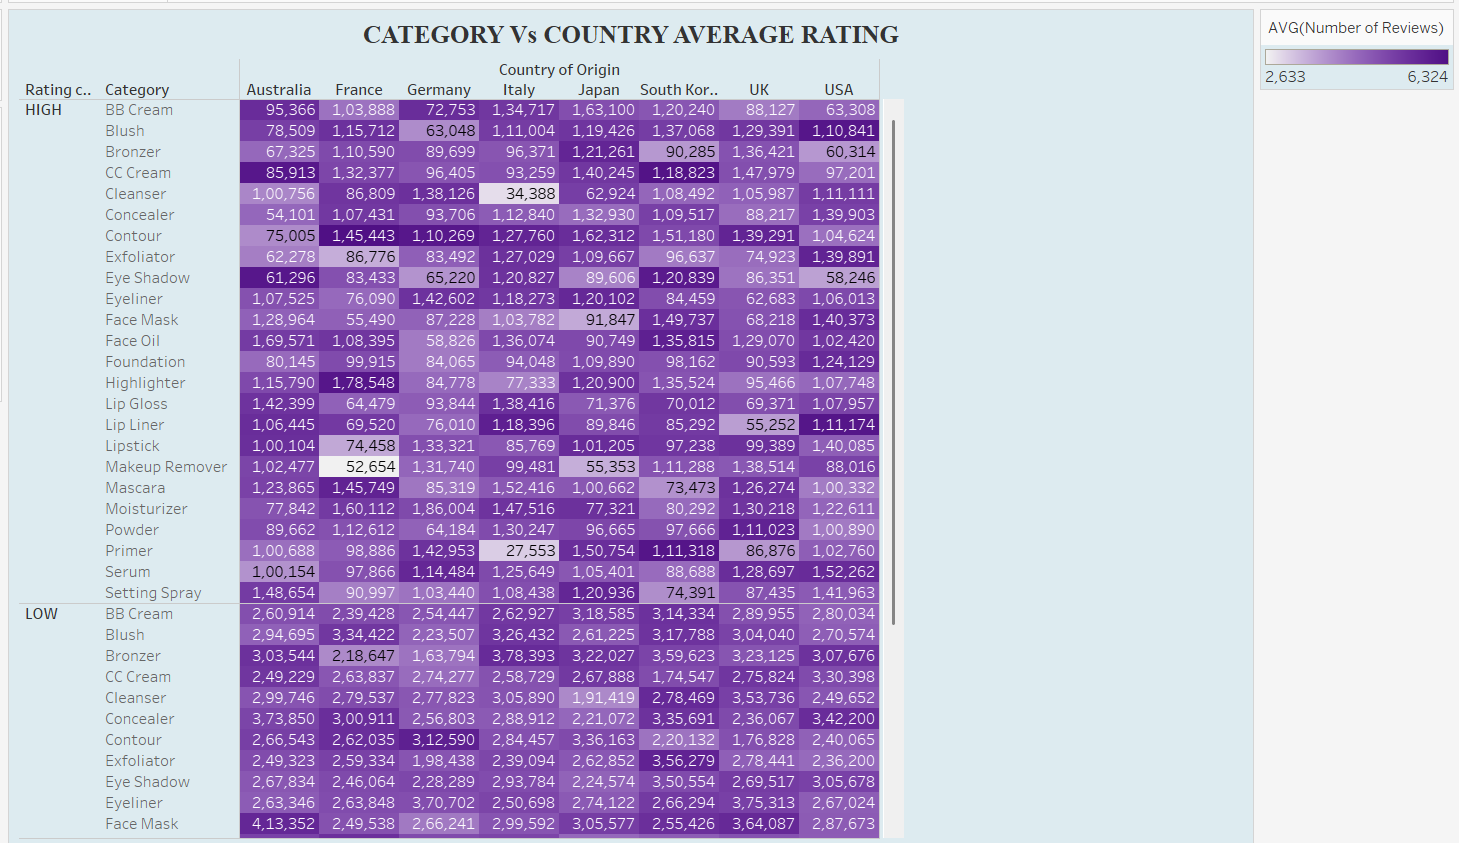 CATEGORY Vs COUNTRY AVERAGE RATING
AVG(Number of Reviews)
2,633 6,324
Country of Origin
Rating c.. Category Australia France Germany Italy Japan South Kor.. UK USA
HIGH BB Cream 95,366 1,03,888 72,753 1,34,717 1,63,100 1,20,240 88,127 63,308
Blush 78,509 1,15,712 63,048 1,11,004 1,19,426 1,37,068 1,29,391 1,10,841
Bronzer 67,325 1,10,590 89,699 96,371 1,21,261 90,285 1,36,421 60,314
CC Cream 85,913 1,32,377 96,405 93,259 1,40,245 1,18,823 1,47,979 97,201
Cleanser 1,00,756 86,809 1,38,126 34,388 62,924 1,08,492 1,05,987 1,11,111
Concealer 54,101 1,07,431 93,706 1,12,840 1,32,930 1,09,517 88,217 1,39,903
Contour 75,005 1,45,443 1,10,269 1,27,760 1,62,312 1,51,180 1,39,291 1,04,624
Exfoliator 62,278 86,776 83,492 1,27,029 1,09,667 96,637 74,923 1,39,891
Eye Shadow 61,296 83,433 65,220 1,20,827 89,606 1,20,839 86,351 58,246
Eyeliner 1,07,525 76,090 1,42,602 1,18,273 1,20,102 84,459 62,683 1,06,013
Face Mask 1,28,964 55,490 87,228 1,03,782 91,847 1,49,737 68,218 1,40,373
Face Oil 1,69,571 1,08,395 58,826 1,36,074 90,749 1,35,815 1,29,070 1,02,420
Foundation 80,145 99,915 84,065 94,048 1,09,890 98,162 90,593 1,24,129
Highlighter 1,15,790 1,78,548 84,778 77,333 1,20,900 1,35,524 95,466 1,07,748
Lip Gloss 1,42,399 64,479 93,844 1,38,416 71,376 70,012 69,371 1,07,957
Lip Liner 1,06,445 69,520 76,010 1,18,396 89,846 85,292 55,252 1,11,174
Lipstick 1,00,104 74,458 1,33,321 85,769 1,01,205 97,238 99,389 1,40,085
Makeup Remover 1,02,477 52,654 1,31,740 99,481 55,353 1,11,288 1,38,514 88,016
Mascara 1,23,865 1,45,749 85,319 1,52,416 1,00,662 73,473 1,26,274 1,00,332
Moisturizer 77,842 1,60,112 1,86,004 1,47,516 77,321 80,292 1,30,218 1,22,611
Powder 89,662 1,12,612 64,184 1,30,247 96,665 97,666 1,11,023 1,00,890
Primer 1,00,688 98,886 1,42,953 27,553 1,50,754 1,11,318 86,876 1,02,760
Serum 1,00,154 97,866 1,14,484 1,25,649 1,05,401 88,688 1,28,697 1,52,262
Setting Spray 1,48,654 90,997 1,03,440 1,08,438 1,20,936 74,391 87,435 1,41,963
LOW BB Cream 2,60,914 2,39,428 2,54,447 2,62,927 3,18,585 3,14,334 2,89,955 2,80,034
Blush 2,94,695 3,34,422 2,23,507 3,26,432 2,61,225 3,17,788 3,04,040 2,70,574
Bronzer 3,03,544 2,18,647 1,63,794 3,78,393 3,22,027 3,59,623 3,23,125 3,07,676
CC Cream 2,49,229 2,63,837 2,74,277 2,58,729 2,67,888 1,74,547 2,75,824 3,30,398
Cleanser 2,99,746 2,79,537 2,77,823 3,05,890 1,91,419 2,78,469 3,53,736 2,49,652
Concealer 3,73,850 3,00,911 2,56,803 2,88,912 2,21,072 3,35,691 2,36,067 3,42,200
Contour 2,66,543 2,62,035 3,12,590 2,84,457 3,36,163 2,20,132 1,76,828 2,40,065
Exfoliator 2,49,323 2,59,334 1,98,438 2,39,094 2,62,852 3,56,279 2,78,441 2,36,200
Eye Shadow 2,67,834 2,46,064 2,28,289 2,93,784 2,24,574 3,50,554 2,69,517 3,05,678
Eyeliner 2,63,346 2,63,848 3,70,702 2,50,698 2,74,122 2,66,294 3,75,313 2,67,024
Face Mask 4,13,352 2,49,538 2,66,241 2,99,592 3,05,577 2,55,426 3,64,087 2,87,673